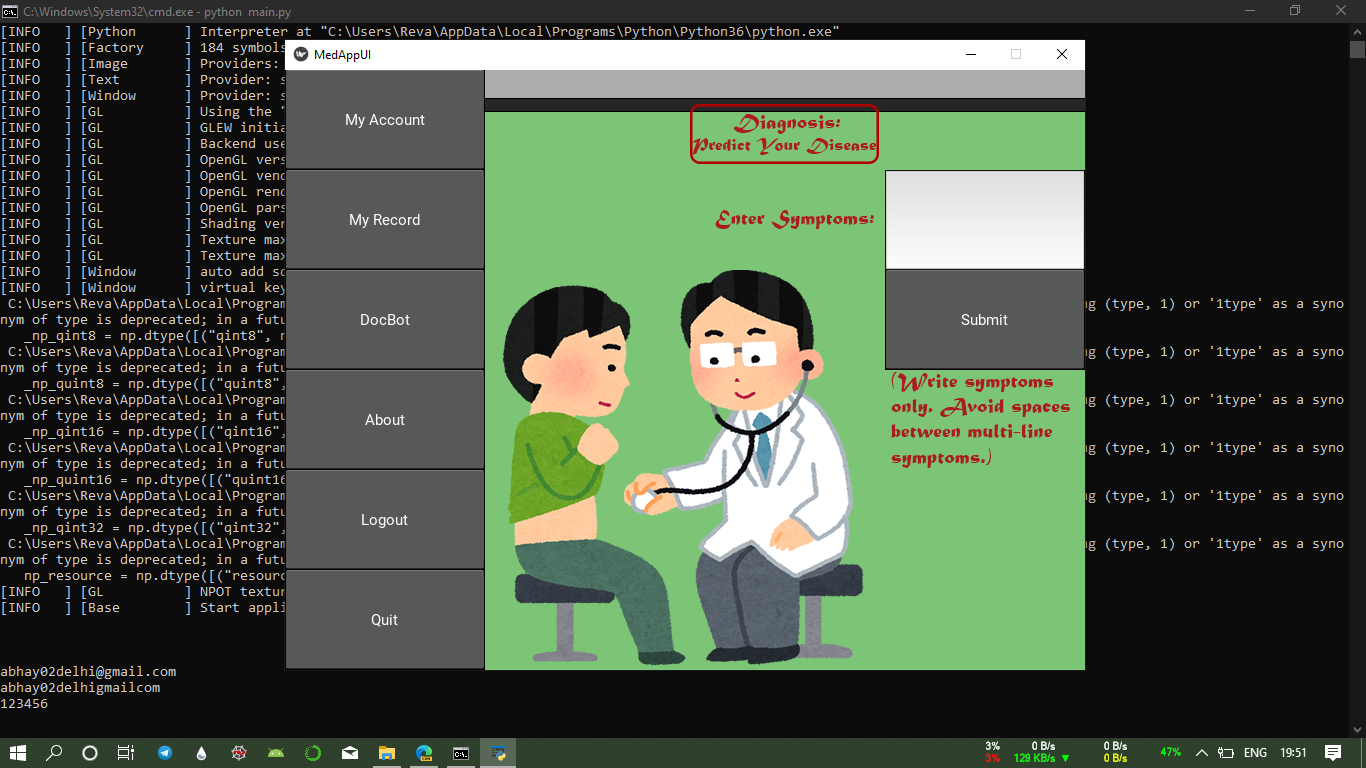 C:\Windows\System32\cmd.exe - python  main.py
[INFO   ] [Python      ] Interpreter at "C:\Users\Reva\AppData\Local\Programs\Python\Python36\python.exe"
[INFO   ] [Factory     ] 184 symbols
[INFO   ] [Image       ] Providers:
[INFO   ] [Text        ] Provider: s
[INFO   ] [Window      ] Provider: s
[INFO   ] [GL          ] Using the "
[INFO   ] [GL          ] GLEW initia
[INFO   ] [GL          ] Backend use
[INFO   ] [GL          ] OpenGL vers
[INFO   ] [GL          ] OpenGL vend
[INFO   ] [GL          ] OpenGL rend
[INFO   ] [GL          ] OpenGL pars
[INFO   ] [GL          ] Shading ver
[INFO   ] [GL          ] Texture max
[INFO   ] [GL          ] Texture max
[INFO   ] [Window      ] auto add so
[INFO   ] [Window      ] virtual key
C:\Users\Reva\AppData\Local\Program ng (type, 1) or '1type' as a syno
nym of type is deprecated; in a futu
_np_qint8 = np.dtype([("qint8", n
C:\Users\Reva\AppData\Local\Program ng (type, 1) or '1type' as a syno
nym of type is deprecated; in a futu
_np_quint8 = np.dtype([("quint8",
C:\Users\Reva\AppData\Local\Program ng (type, 1) or '1type' as a syno
nym of type is deprecated; in a futu
_np_qint16 = np.dtype([("qint16",
C:\Users\Reva\AppData\Local\Program ng (type, 1) or '1type' as a syno
nym of type is deprecated; in a futu
_np_quint16 = np.dtype([("quint16
C:\Users\Reva\AppData\Local\Program ng (type, 1) or '1type' as a syno
nym of type is deprecated; in a futu
_np_qint32 = np.dtype([("qint32",
C:\Users\Reva\AppData\Local\Program ng (type, 1) or '1type' as a syno
nym of type is deprecated; in a futu
np_resource = np.dtype([("resourc
[INFO   ] [GL          ] NPOT textur
[INFO   ] [Base        ] Start appli
abhay02delhi@gmail.com
abhay02delhigmailcom
123456
MedAppUI
My Account
My Record
DocBot
About
Logout
Quit
Diagnosis:
Predict Your Disease
Enter Symptoms:
Submit
(Write symptoms
only. Avoid spaces
between multi-line
symptoms.)
3% 0 B/s 0 B/s
3% 129 KB/s 0 B/s
47% ENG 19:51